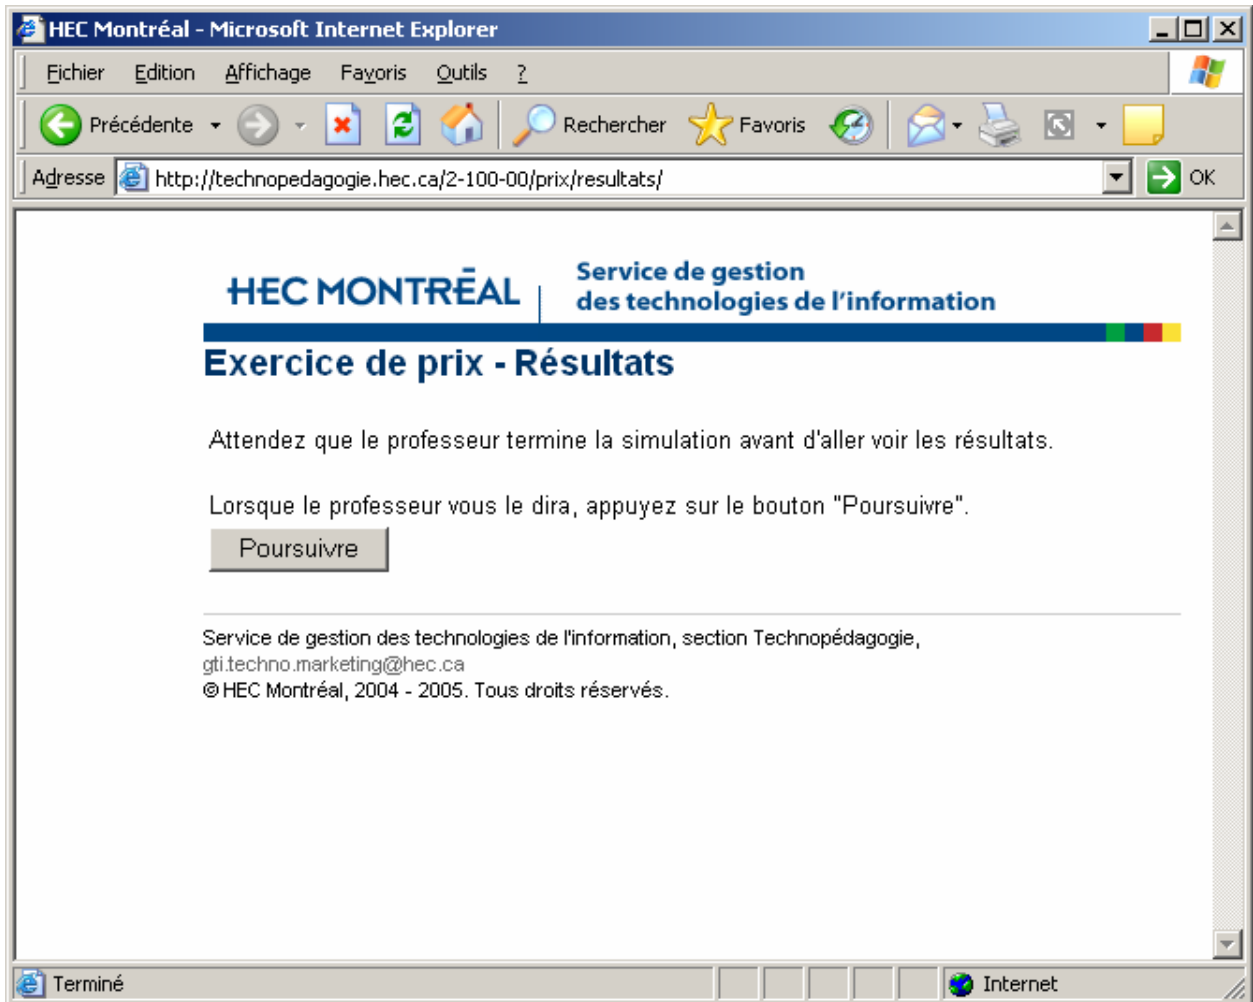 HEC Montréal - Microsoft Internet Explorer
Fichier Edition Affichage Favoris Outils ?
Précédente Rechercher Favoris
Adresse http://technopedagogie.hec.ca/2-100-00/prix/resultats/ OK
HEC MONTRĒAL
Service de gestion
des technologies de l'information
Exercice de prix - Résultats
Attendez que le professeur termine la simulation avant d'aller voir les résultats.
Lorsque le professeur vous le dira, appuyez sur le bouton "Poursuivre".
Poursuivre
Service de gestion des technologies de l'information, section Technopédagogie,
gti.techno.marketing@hec.ca
© HEC Montréal, 2004 - 2005. Tous droits réservés.
Terminé Internet